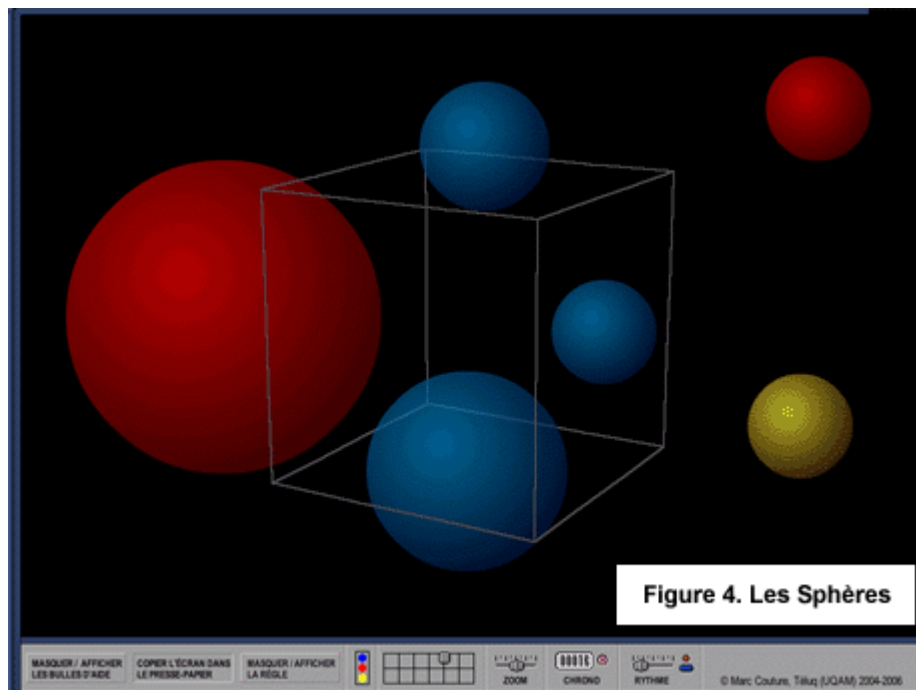 Figure 4. Les Sphères
MASQUER / AFFICHER
LES BULLES D'AIDE
COPIER L'ÉCRAN DANS
LE PRESSE-PAPIER
MASQUER / AFFICHER
LA RÈGLE
ZOOM
CHRONO
RYTHME
© Marc Couture, Téluq (UQAM) 2004-2006